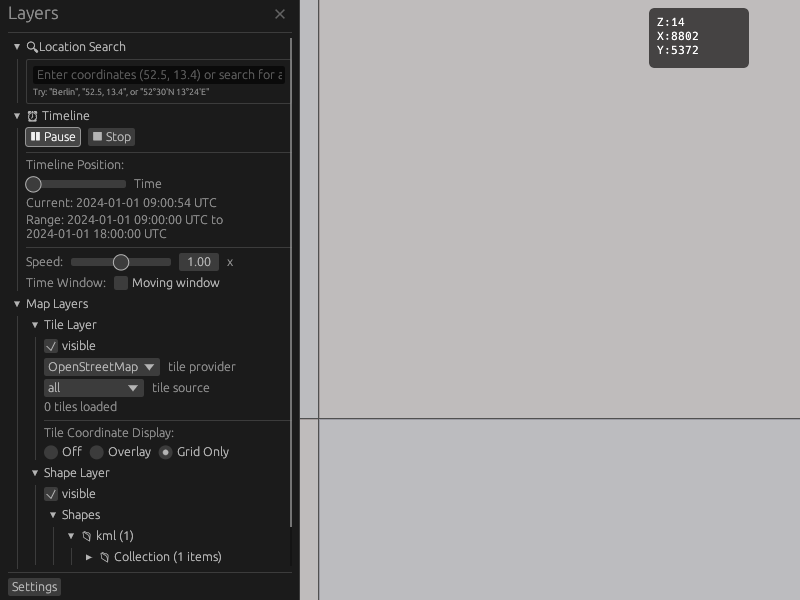 Layers
Location Search
Enter coordinates (52.5, 13.4) or search for a
Try: "Berlin", "52.5, 13.4", or "52°30'N 13°24'E"
Timeline
Pause Stop
Timeline Position:
Time
Current: 2024-01-01 09:00:54 UTC
Range: 2024-01-01 09:00:00 UTC to
2024-01-01 18:00:00 UTC
Speed: 1.00 x
Time Window: Moving window
Map Layers
Tile Layer
visible
OpenStreetMap tile provider
all tile source
0 tiles loaded
Tile Coordinate Display:
Off Overlay Grid Only
Shape Layer
visible
Shapes
kml (1)
Collection (1 items)
Settings
Z:14
X:8802
Y:5372